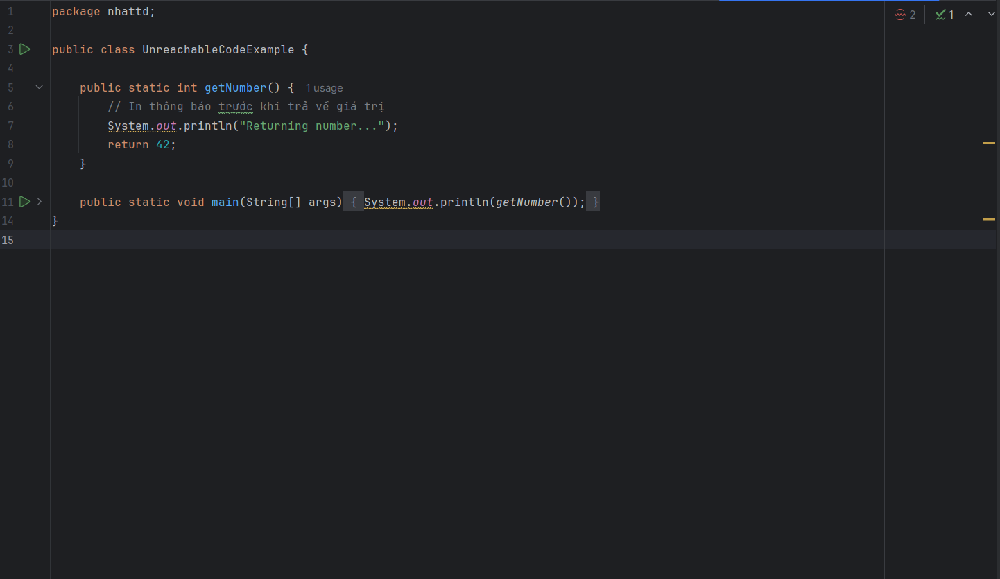 1 package nhattd;
2
3 public class UnreachableCodeExample {
4
5 public static int getNumber() { 1 usage
6 // In thông báo trước khi trả về giá trị
7 System.out.println("Returning number...");
8 return 42;
9 }
10
11 public static void main(String[] args) { System.out.println(getNumber()); }
14 }
15
2 1